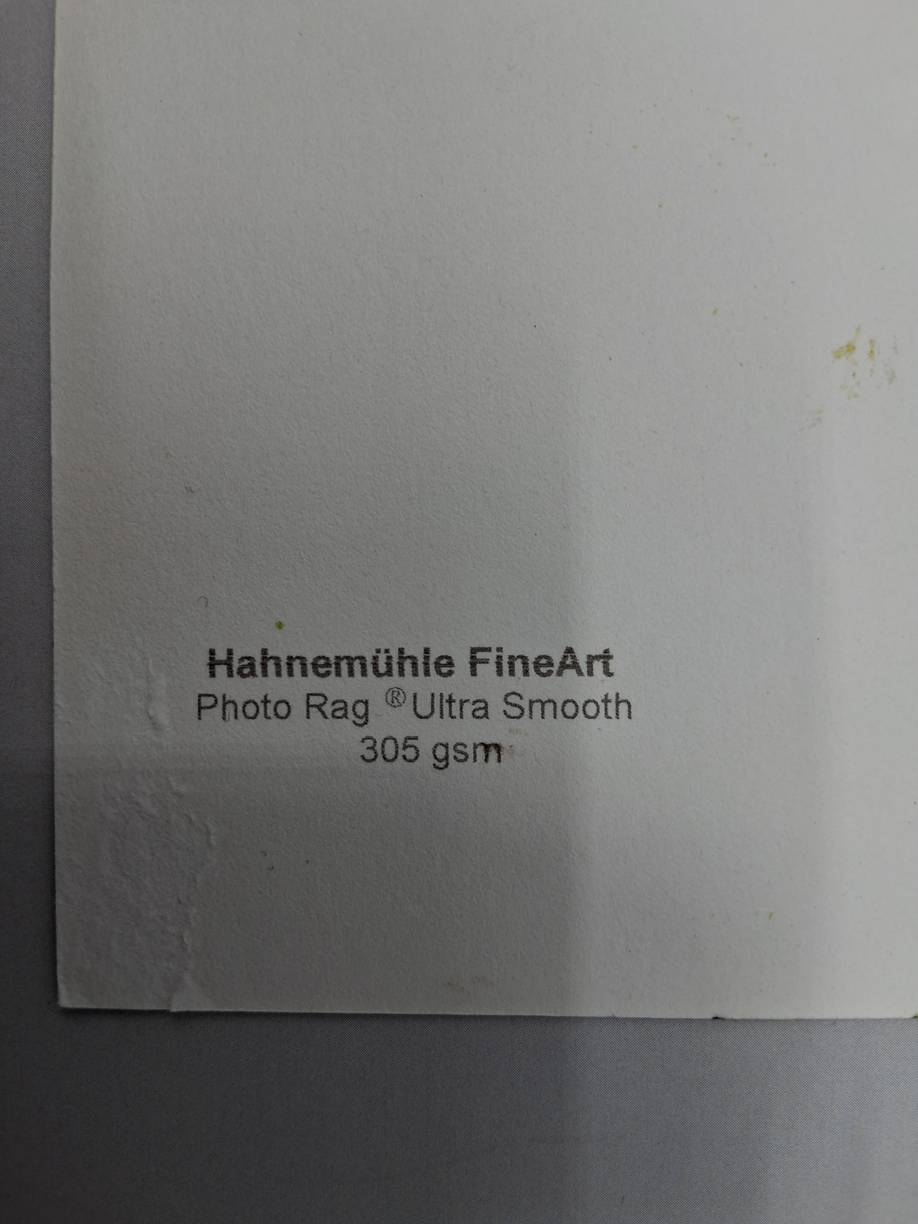 Hahnemühle FineArt
Photo Rag ® Ultra Smooth
305 gsm